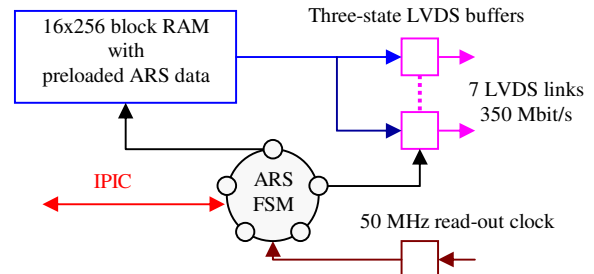 Three-state LVDS buffers
16x256 block RAM
with
preloaded ARS data
7 LVDS links
350 Mbit/s
IPIC
ARS
FSM
50 MHz read-out clock